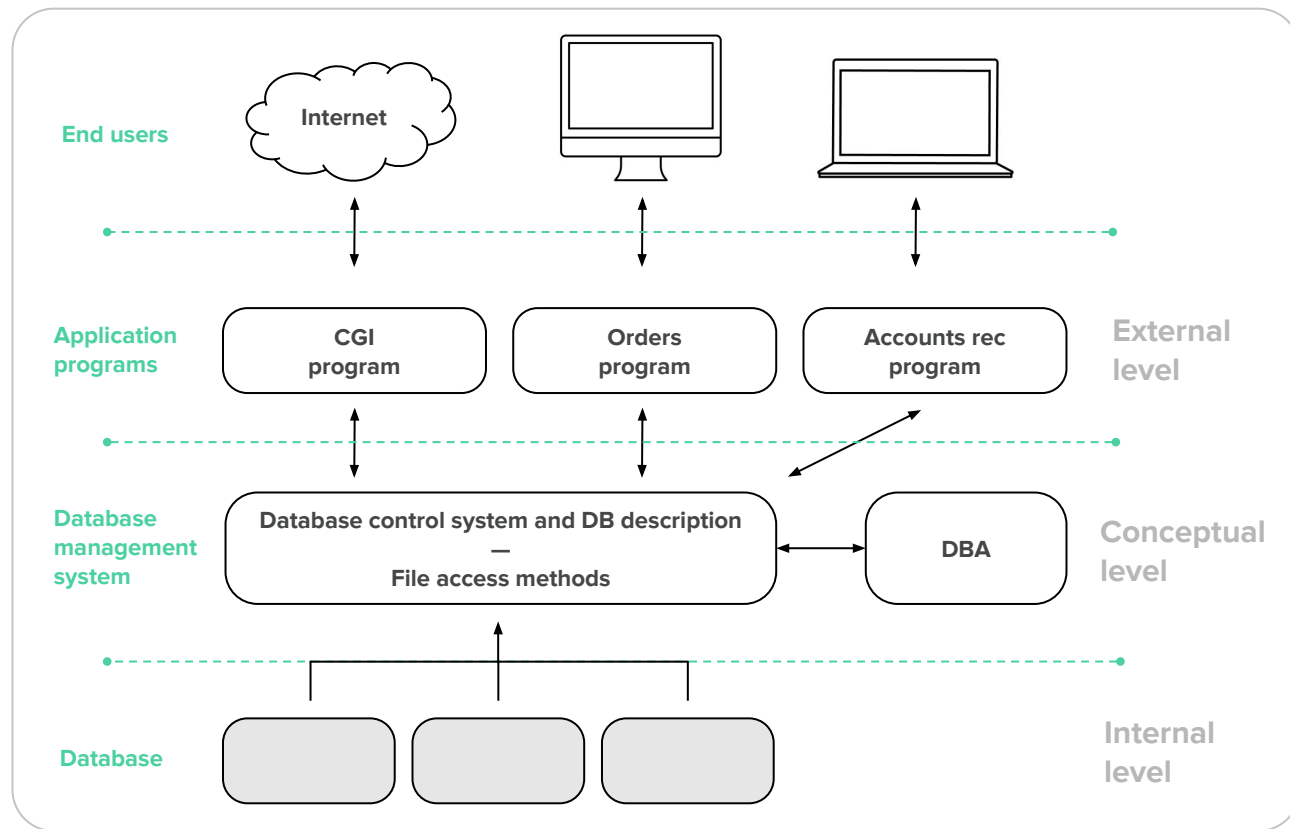 Internet
End users
Application
programs
CGI
program
Orders
program
Accounts rec
program
External
level
Database
management
system
Database control system and DB description
—
File access methods
DBA
Conceptual
level
Database
Internal
level